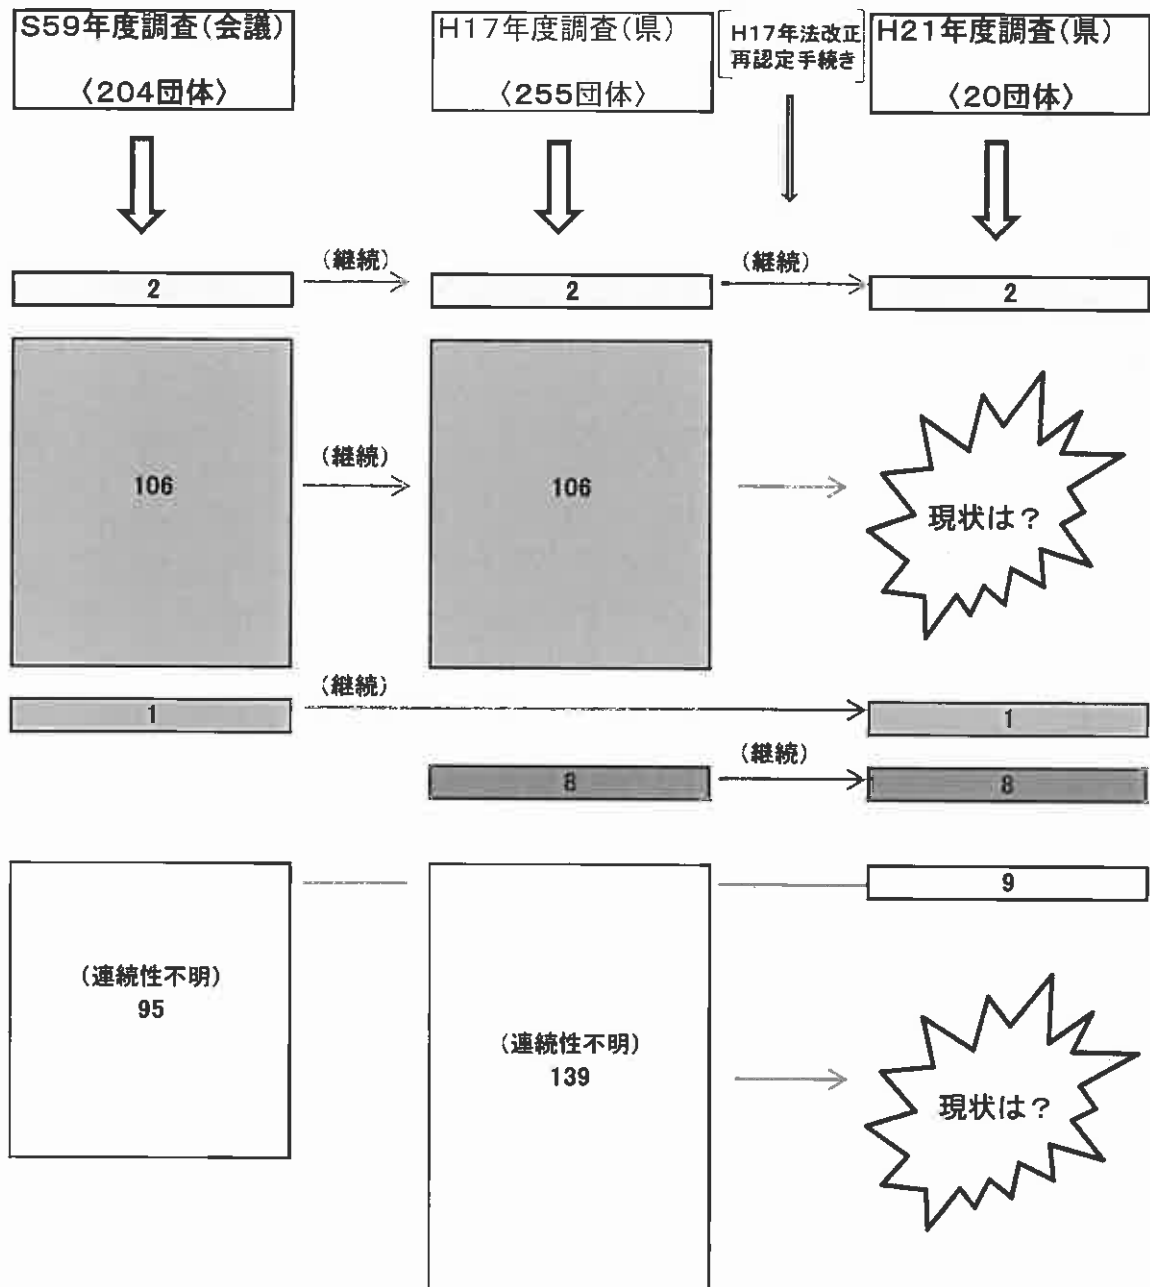 S59年度調査(会議)
〈204団体〉
H17年度調査(県)
〈255団体〉
H17年法改正
再認定手続き
H21年度調査(県)
〈20団体〉
2
(継続)
2
(継続)
2
106
(継続)
106
現状は?
1
(継続)
1
8
(継続)
8
9
(連続性不明)
95
(連続性不明)
139
現状は?